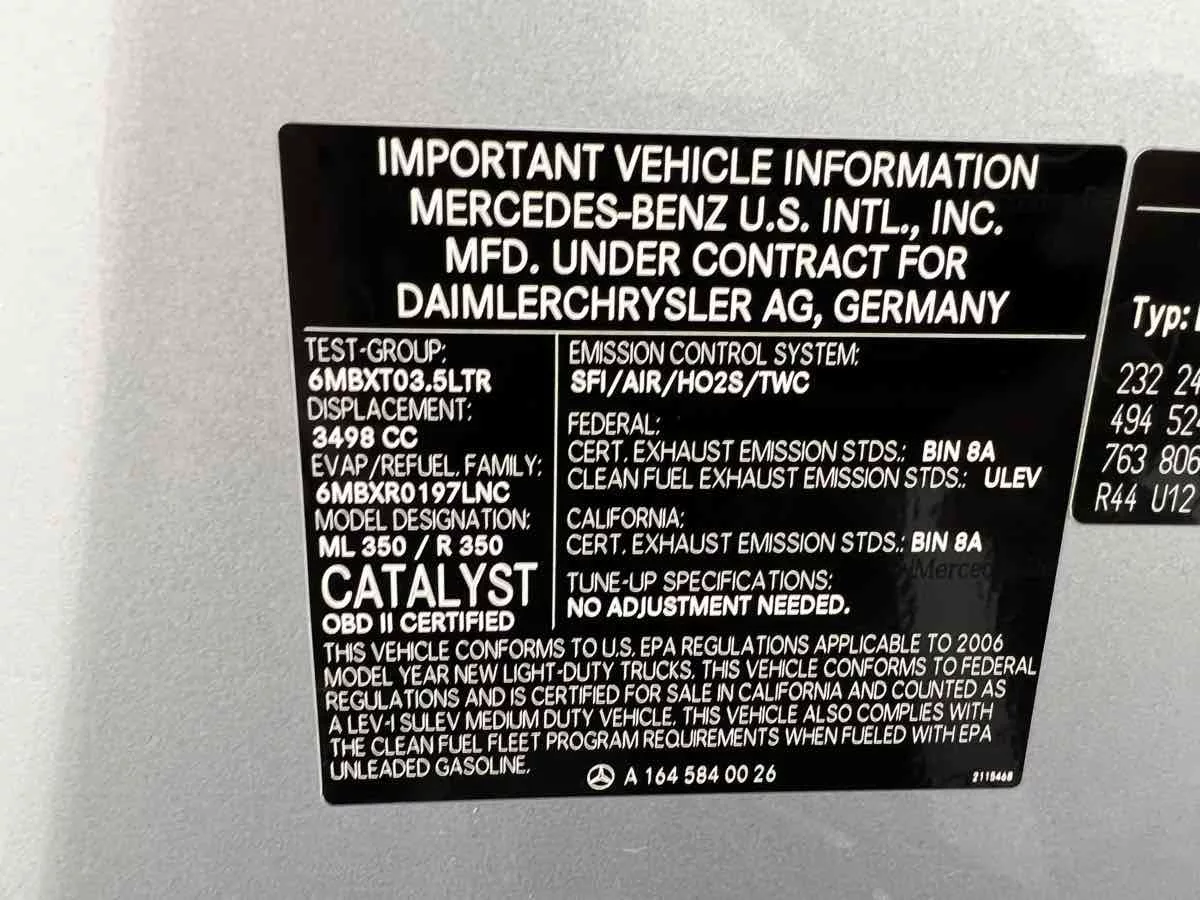 IMPORTANT VEHICLE INFORMATION
MERCEDES-BENZ U.S. INTL., INC.
MFD. UNDER CONTRACT FOR
DAIMLERCHRYSLER AG, GERMANY
TEST-GROUP:
6MBXT03.5LTR
DISPLACEMENT:
3498 CC
EVAP/REFUEL. FAMILY:
6MBXR0197LNC
MODEL DESIGNATION:
ML 350 / R 350
CATALYST
OBD II CERTIFIED
EMISSION CONTROL SYSTEM:
SFI/AIR/HO2S/TWC
FEDERAL:
CERT. EXHAUST EMISSION STDS.: BIN 8A
CLEAN FUEL EXHAUST EMISSION STDS.: ULEV
CALIFORNIA:
CERT. EXHAUST EMISSION STDS.: BIN 8A
TUNE-UP SPECIFICATIONS:
NO ADJUSTMENT NEEDED.
THIS VEHICLE CONFORMS TO U.S. EPA REGULATIONS APPLICABLE TO 2006
MODEL YEAR NEW LIGHT-DUTY TRUCKS. THIS VEHICLE CONFORMS TO FEDERAL
REGULATIONS AND IS CERTIFIED FOR SALE IN CALIFORNIA AND COUNTED AS
A LEV-I SULEV MEDIUM DUTY VEHICLE. THIS VEHICLE ALSO COMPLIES WITH
THE CLEAN FUEL FLEET PROGRAM REQUIREMENTS WHEN FUELED WITH EPA
UNLEADED GASOLINE.
A 164 584 00 26
2115468
Typ:
232 24
494 524
763 806
R44 U12